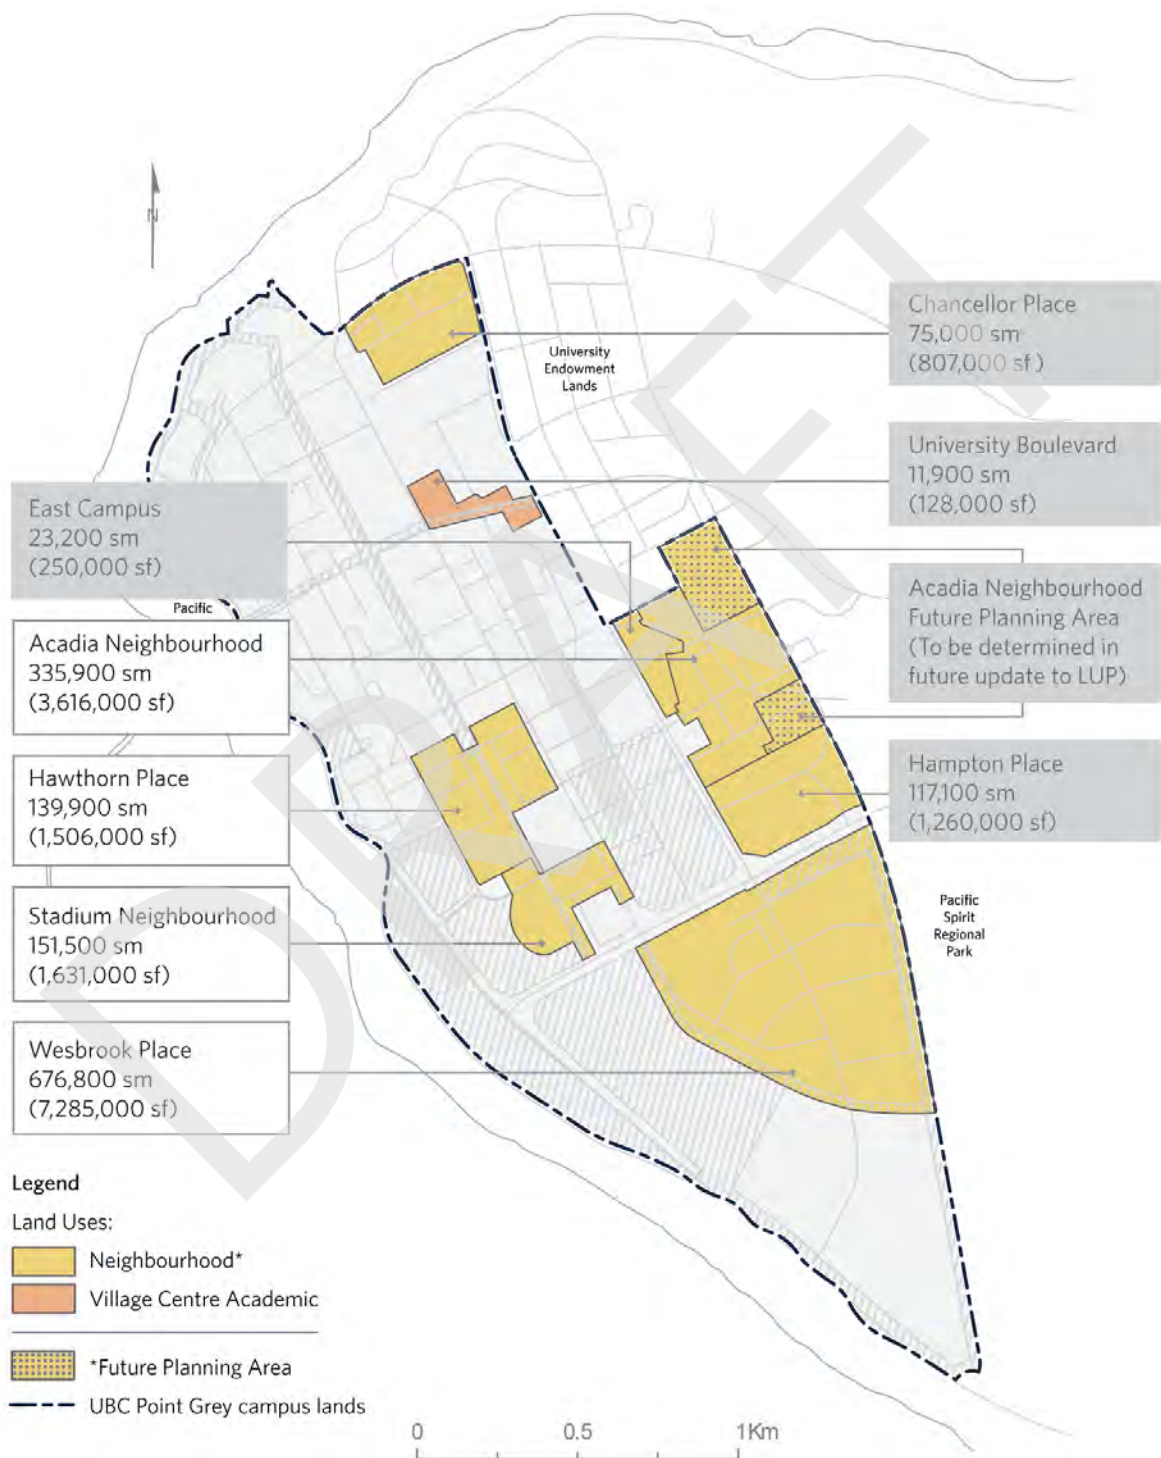 N
Chancellor Place
75,000 sm
(807,000 sf)
University
Endowment
Lands
University Boulevard
11,900 sm
(128,000 sf)
East Campus
23,200 sm
(250,000 sf)
Acadia Neighbourhood
Future Planning Area
(To be determined in
future update to LUP)
Pacific
Acadia Neighbourhood
335,900 sm
(3,616,000 sf)
Hawthorn Place
139,900 sm
(1,506,000 sf)
Hampton Place
117,100 sm
(1,260,000 sf)
Stadium Neighbourhood
151,500 sm
(1,631,000 sf)
Pacific
Spirit
Regional
Park
Wesbrook Place
676,800 sm
(7,285,000 sf)
DRAFT
Legend
Land Uses:
Neighbourhood*
Village Centre Academic
*Future Planning Area
UBC Point Grey campus lands
0 0.5 1Km